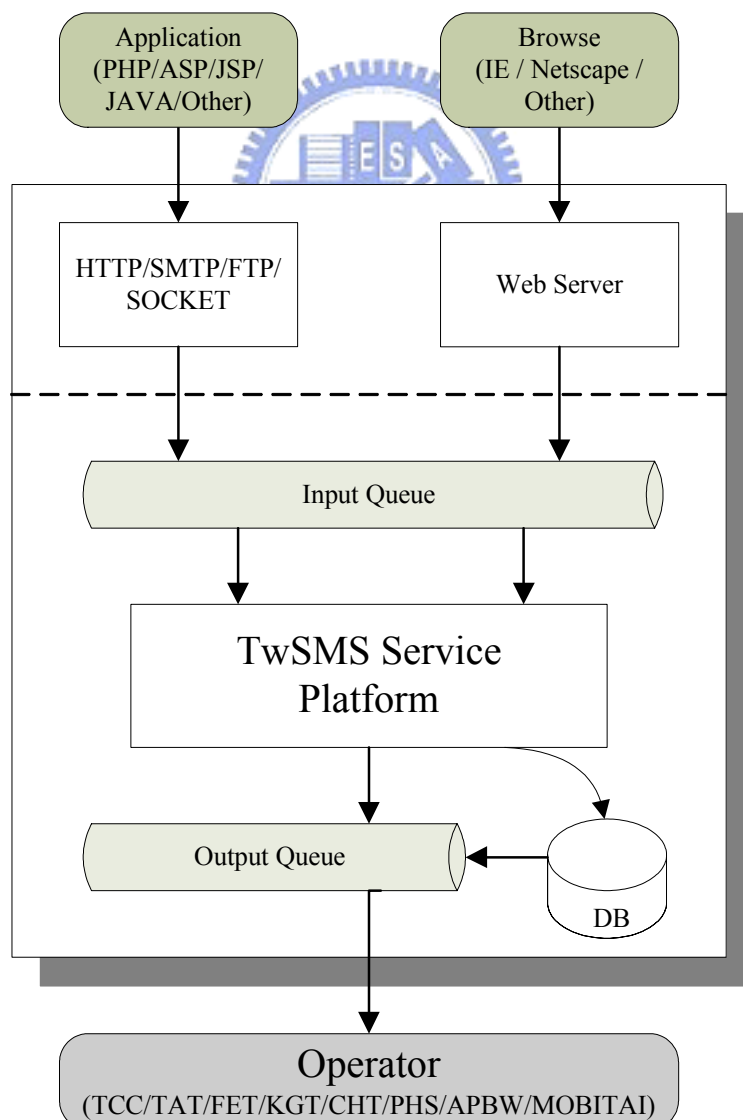 Application
(PHP/ASP/JSP/
JAVA/Other)
Browse
(IE / Netscape /
Other)
ESA
HTTP/SMTP/FTP/
SOCKET
Web Server
Input Queue
TwSMS Service
Platform
Output Queue
DB
Operator
(TCC/TAT/FET/KGT/CHT/PHS/APBW/MOBITAI)